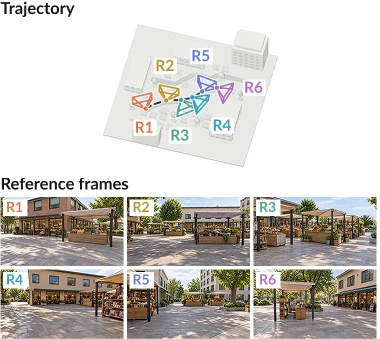 Trajectory
R5
R2
R6
R1
R3
R4
Reference frames
R1 R2 R3
R4 R5 R6